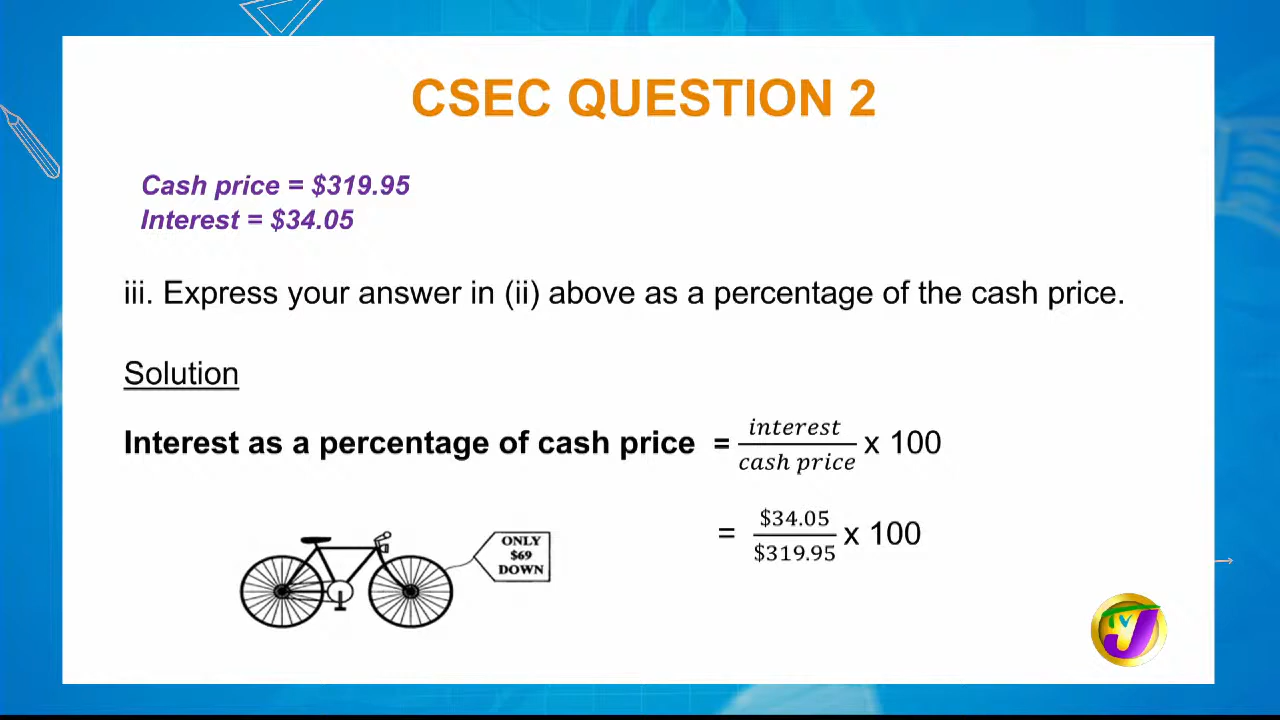 CSEC QUESTION 2
Cash price = $319.95
Interest = $34.05
iii. Express your answer in (ii) above as a percentage of the cash price.
Solution
Interest as a percentage of cash price = interest/cash price x 100
= $34.05/$319.95 x 100
ONLY
$69
DOWN
TVJ